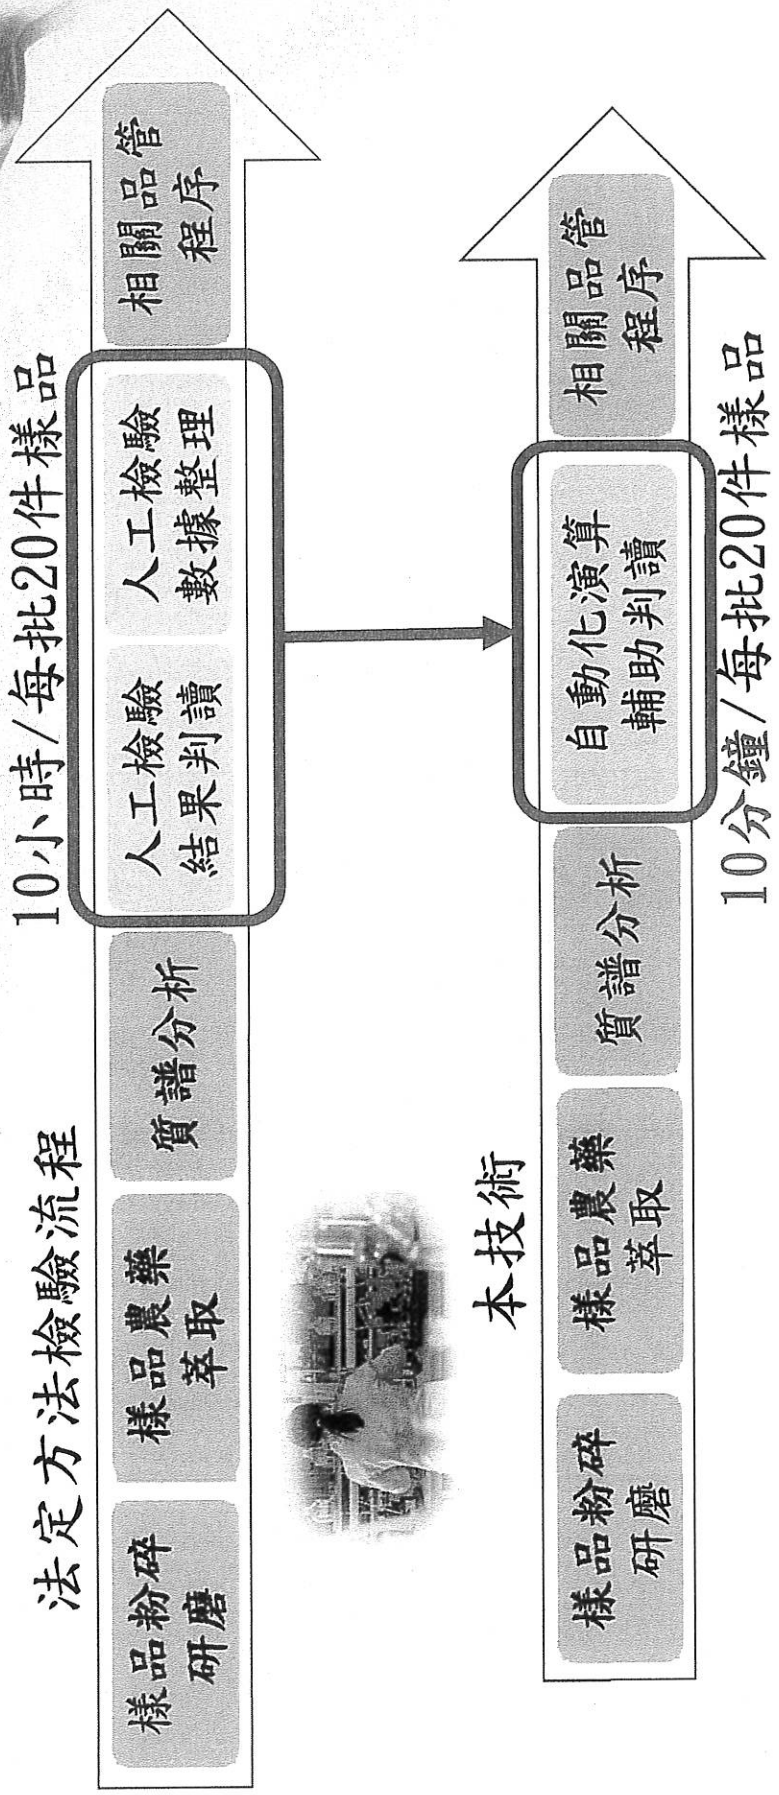 法定方法檢驗流程
10小時/每批20件樣品
樣品粉碎
研磨
樣品農藥
萃取
質譜分析
人工檢驗
結果判讀
人工檢驗
數據整理
相關品管
程序
本技術
樣品粉碎
研磨
樣品農藥
萃取
質譜分析
自動化演算
輔助判讀
相關品管
程序
10分鐘/每批20件樣品